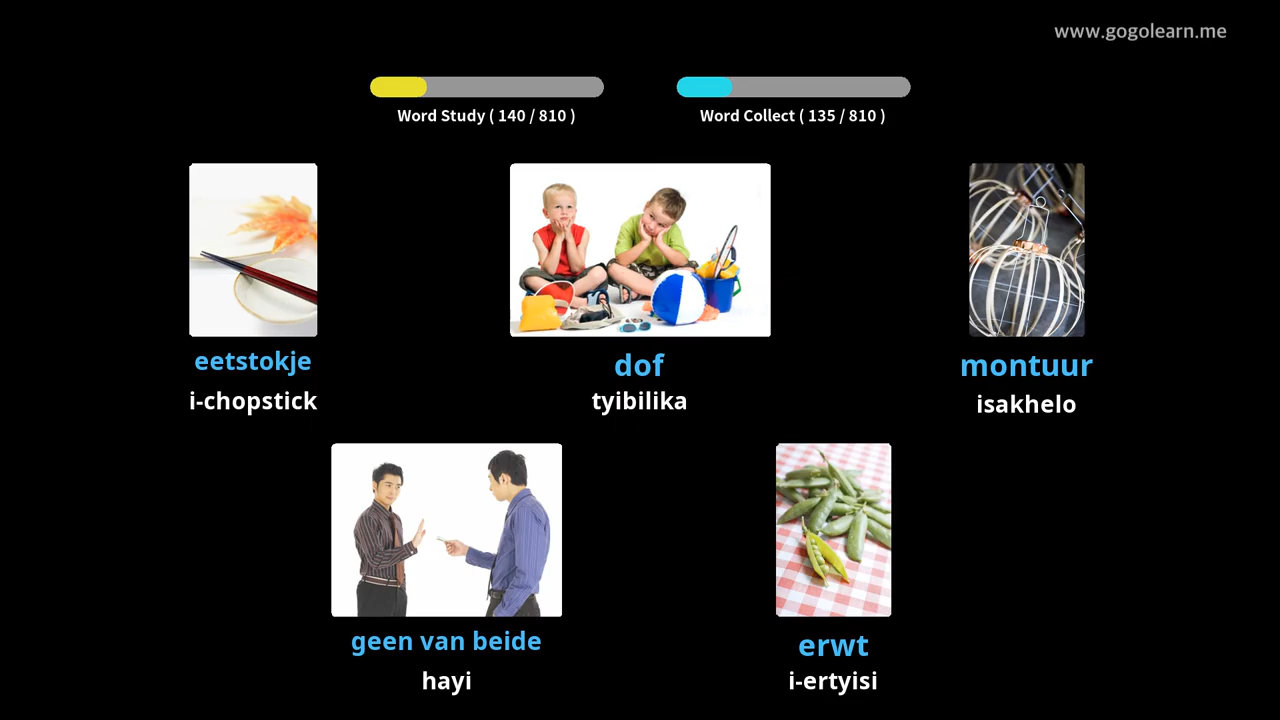 www.gogolearn.me
Word Study ( 140 / 810 )
Word Collect ( 135 / 810 )
eetstokje
i-chopstick
dof
tyibilika
montuur
isakhelo
geen van beide
hayi
erwt
i-ertyisi